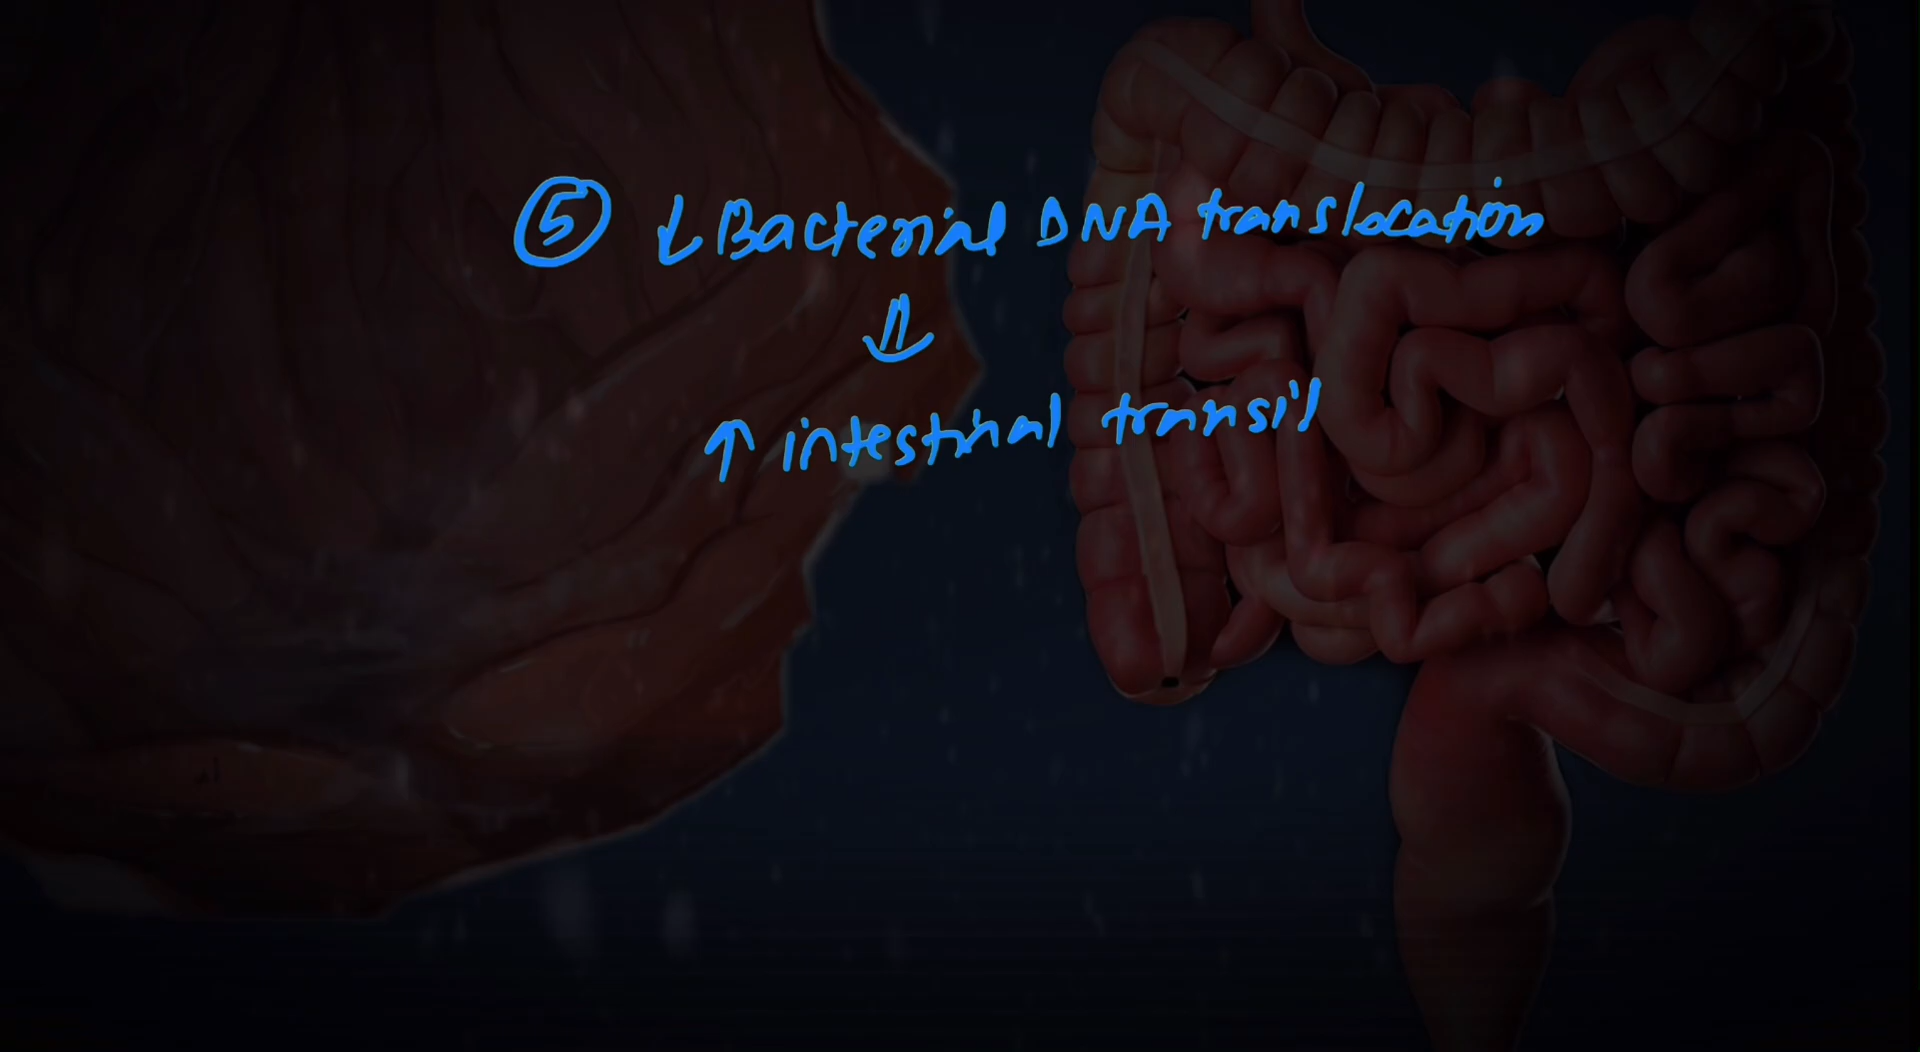 ⑤ ↓ Bacterial DNA translocation
⇓
↑ intestinal transit